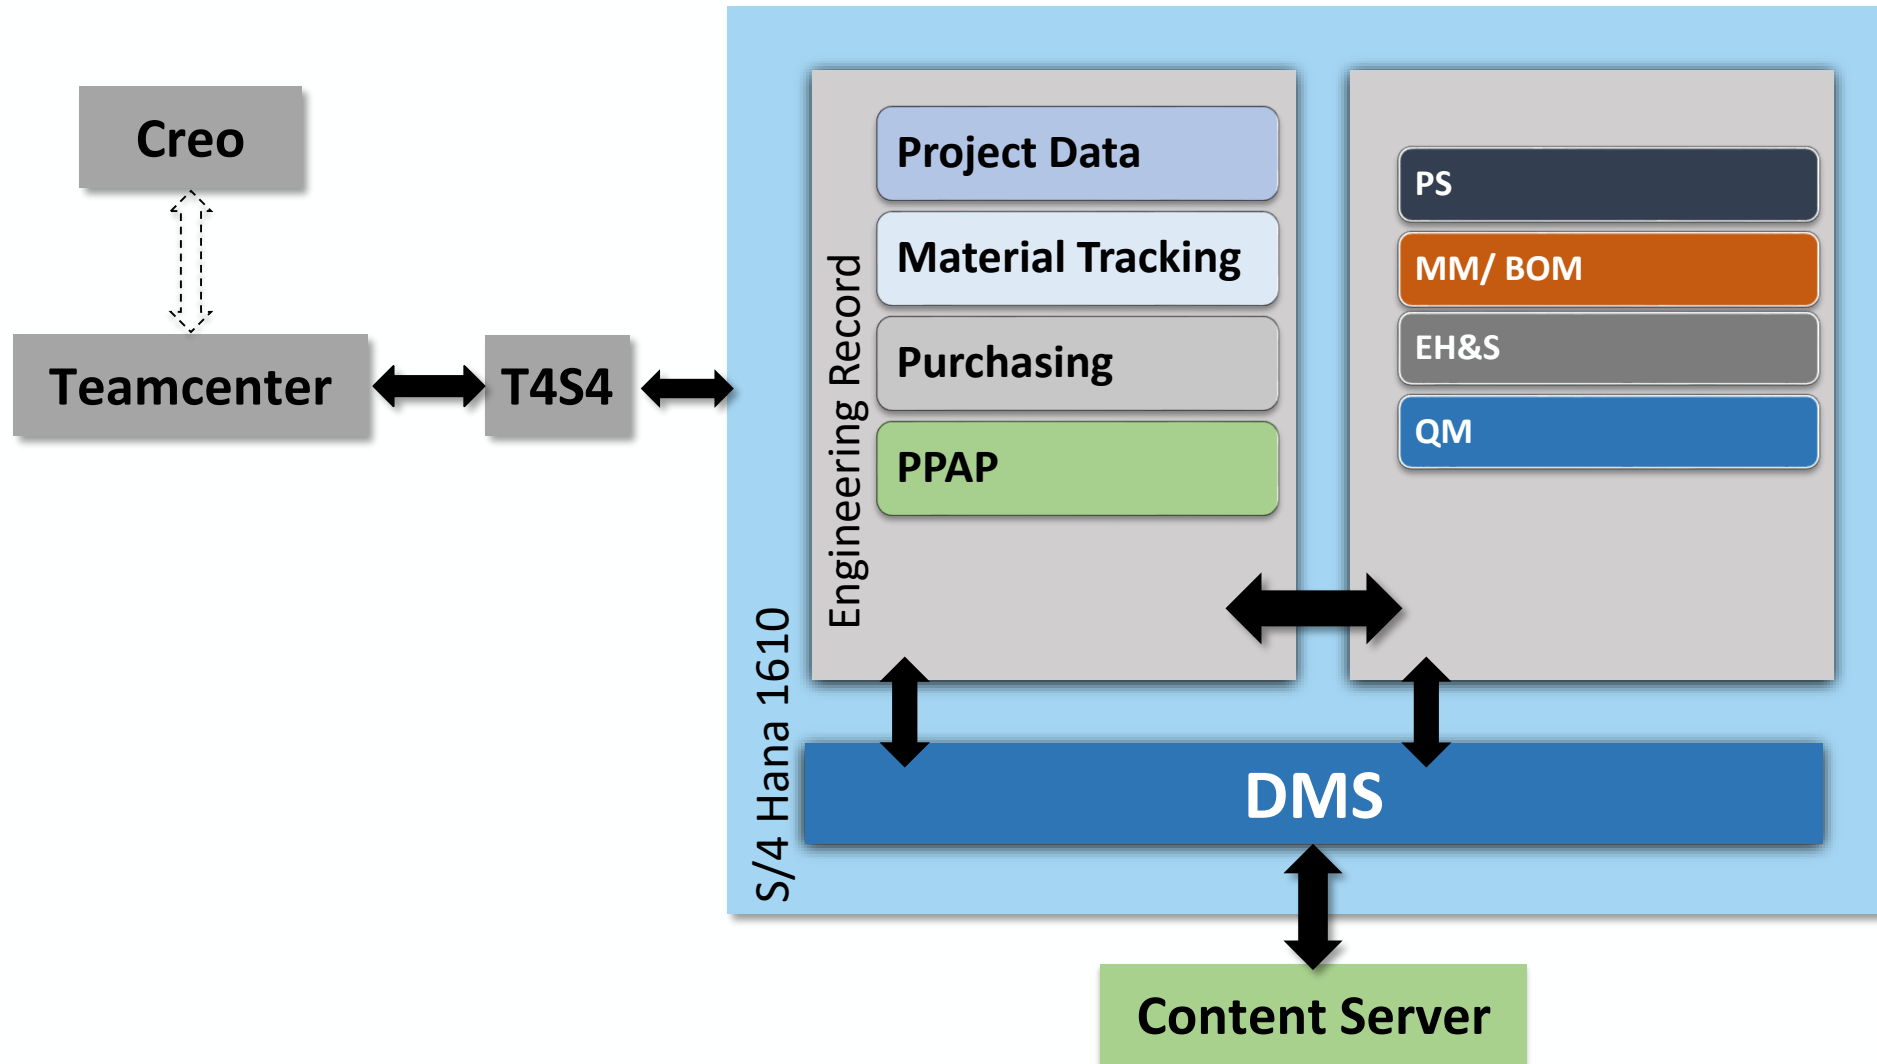 Creo
Teamcenter
T4S4
S/4 Hana 1610
Engineering Record
Project Data
Material Tracking
Purchasing
PPAP
PS
MM/ BOM
EH&S
QM
DMS
Content Server